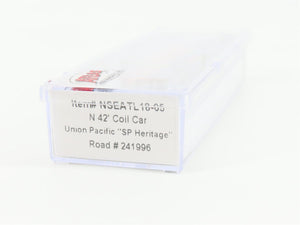 Item# NSEATL18-05
N 42' Coil Car
Union Pacific "SP Heritage"
Road # 241996